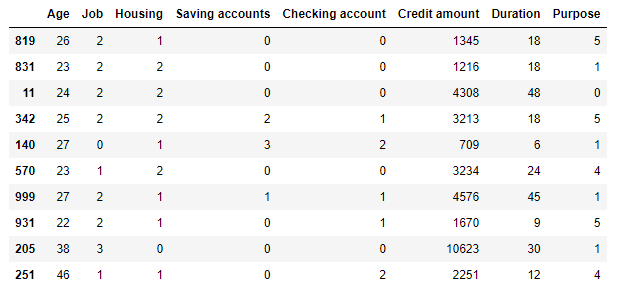 Age Job Housing Saving accounts Checking account Credit amount Duration Purpose
819 26 2 1 0 0 1345 18 5
831 23 2 2 0 0 1216 18 1
11 24 2 2 0 0 4308 48 0
342 25 2 2 2 1 3213 18 5
140 27 0 1 3 2 709 6 1
570 23 1 2 0 0 3234 24 4
999 27 2 1 1 1 4576 45 1
931 22 2 1 0 1 1670 9 5
205 38 3 0 0 0 10623 30 1
251 46 1 1 0 2 2251 12 4